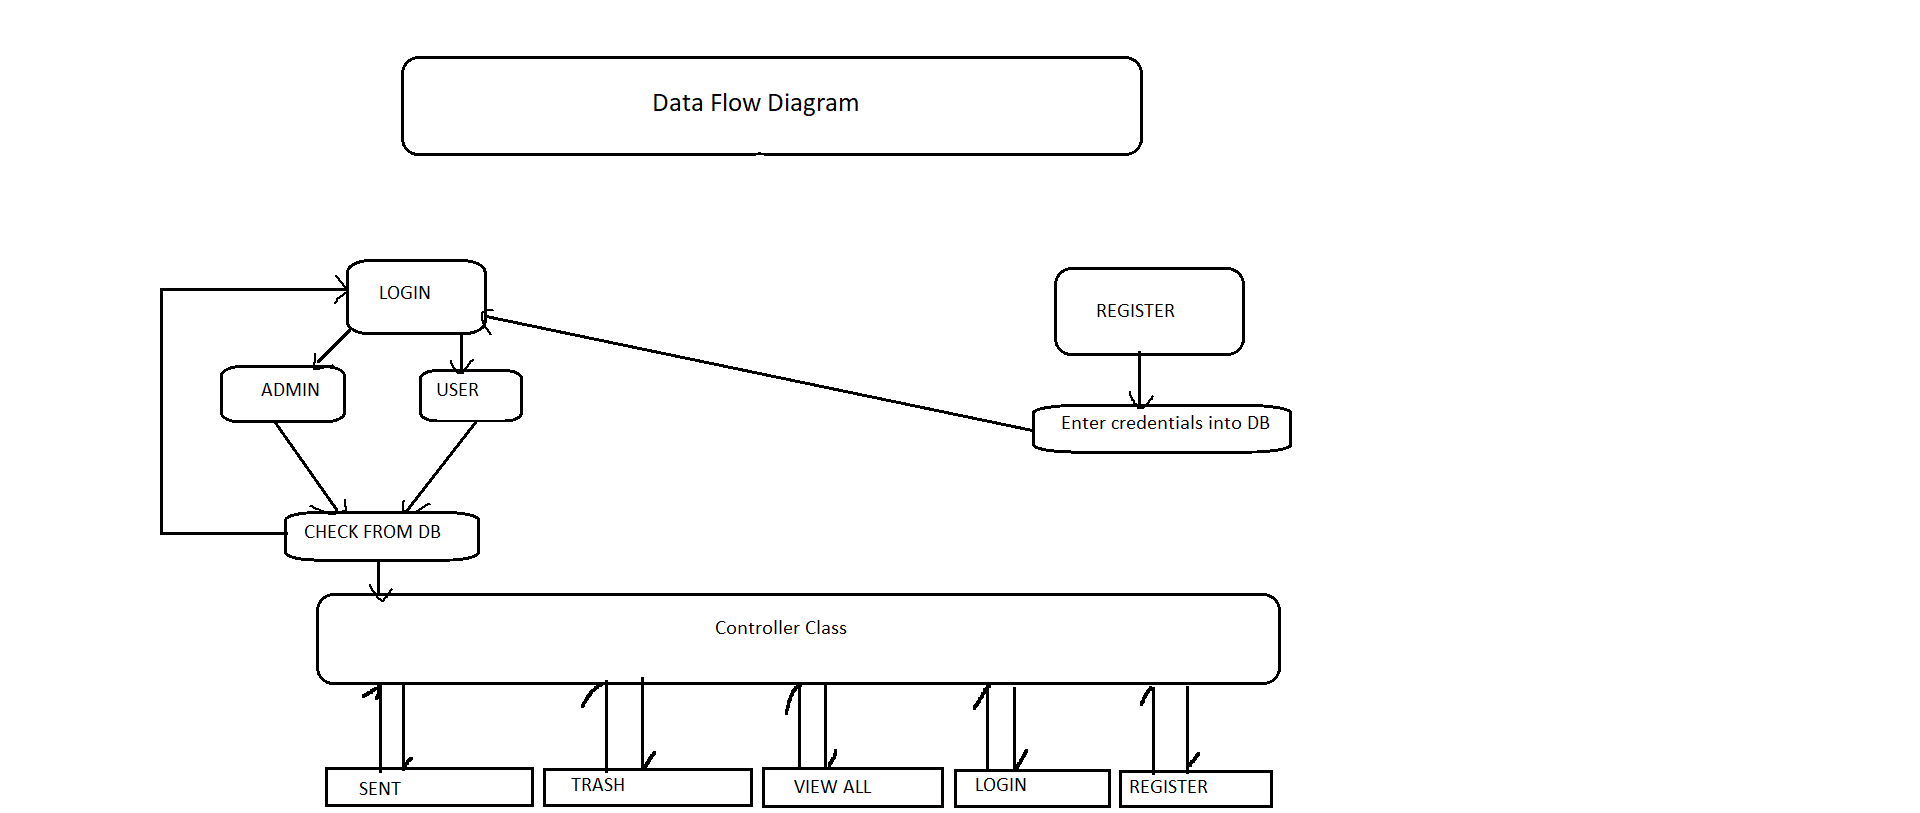 Data Flow Diagram
LOGIN
REGISTER
ADMIN
USER
Enter credentials into DB
CHECK FROM DB
Controller Class
SENT
TRASH
VIEW ALL
LOGIN
REGISTER